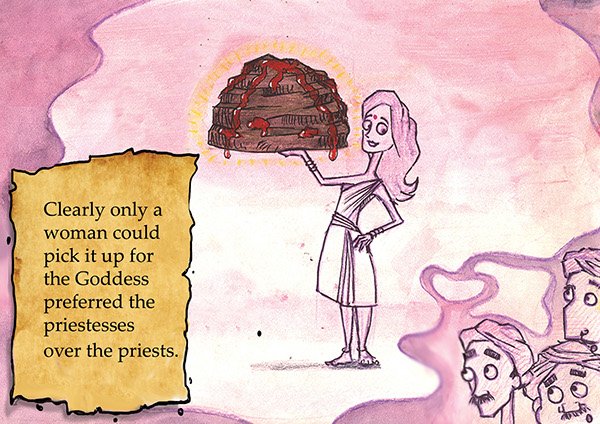 Clearly only a
woman could
pick it up for
the Goddess
preferred the
priestesses
over the priests.